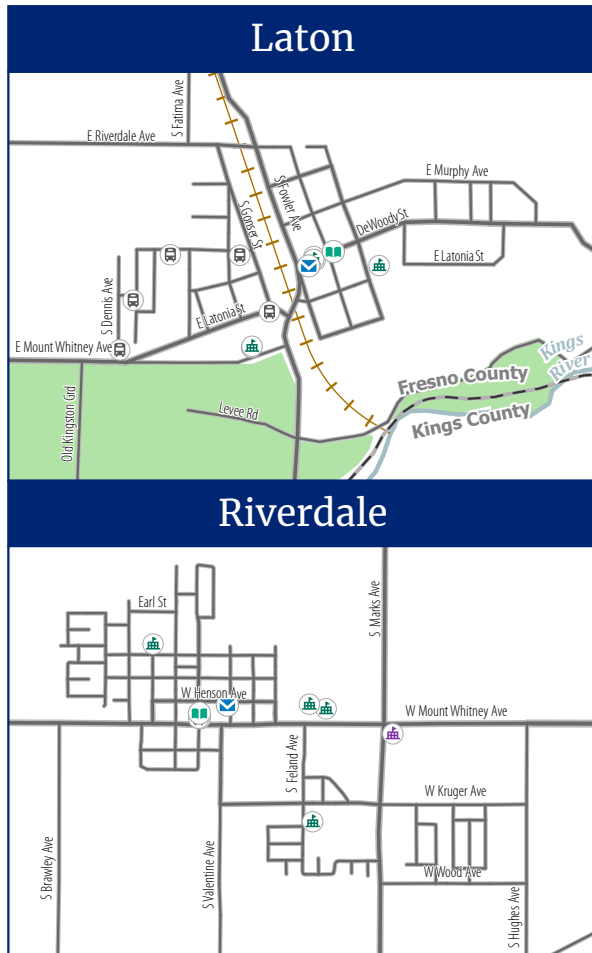 Laton
S Fatima Ave
E Riverdale Ave
E Murphy Ave
S Fowler Ave
S Gonser St
DeWoody St
E Latonia St
S Dennis Ave
E Latonia St
E Mount Whitney Ave
Kings
River
Fresno County
Kings County
Levee Rd
Old Kingston Grd
Riverdale
Earl St
S Marks Ave
W Henson Ave
W Mount Whitney Ave
S Feland Ave
W Kruger Ave
S Brawley Ave
S Valentine Ave
W Wood Ave
S Hughes Ave